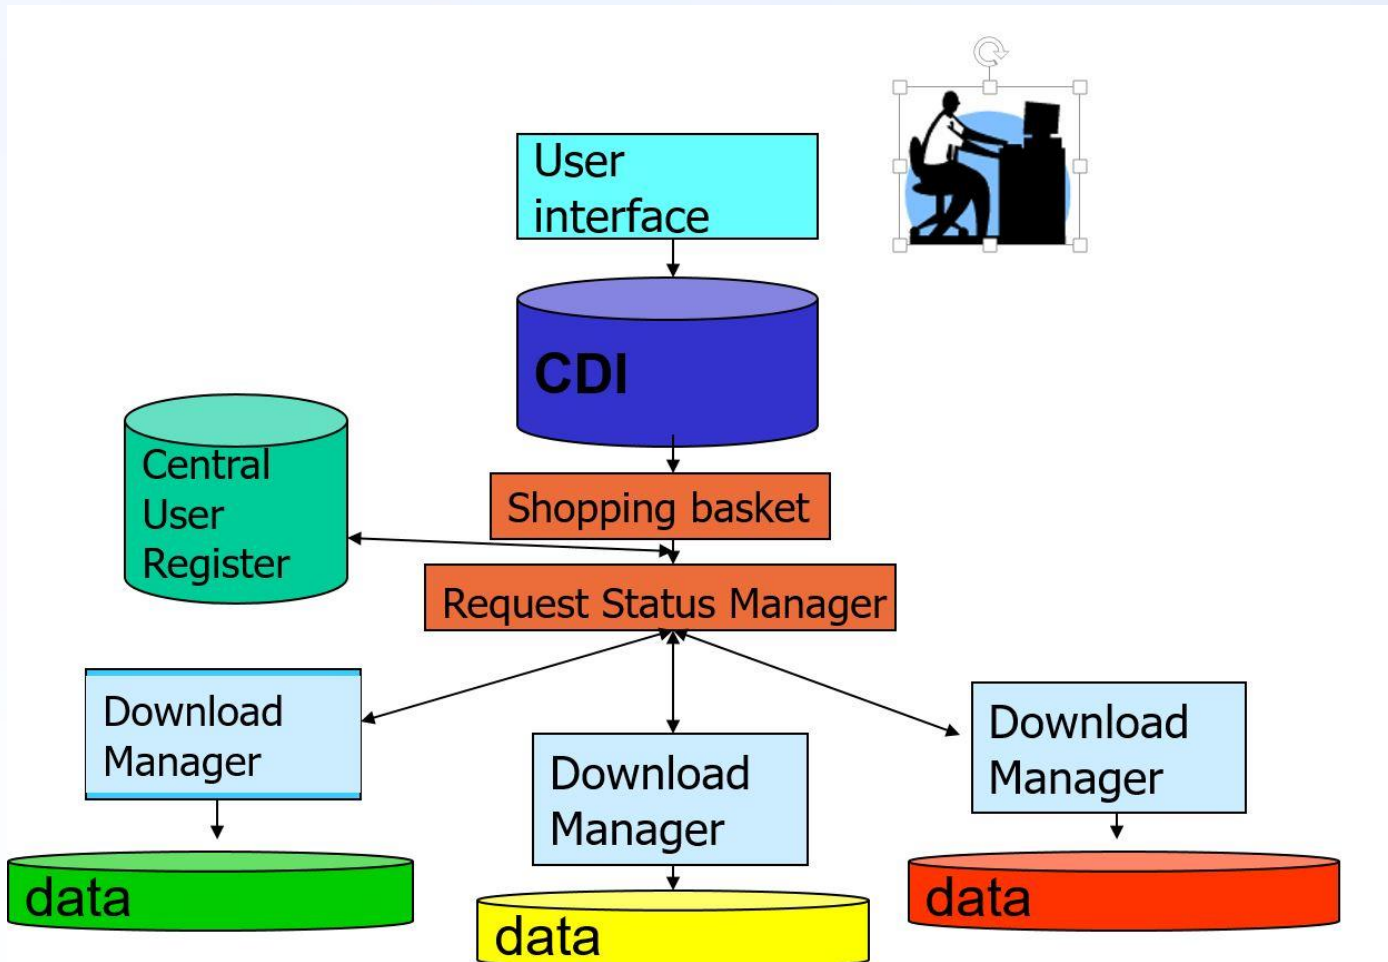 User
interface
CDI
Central
User
Register
Shopping basket
Request Status Manager
Download
Manager
Download
Manager
Download
Manager
data
data
data